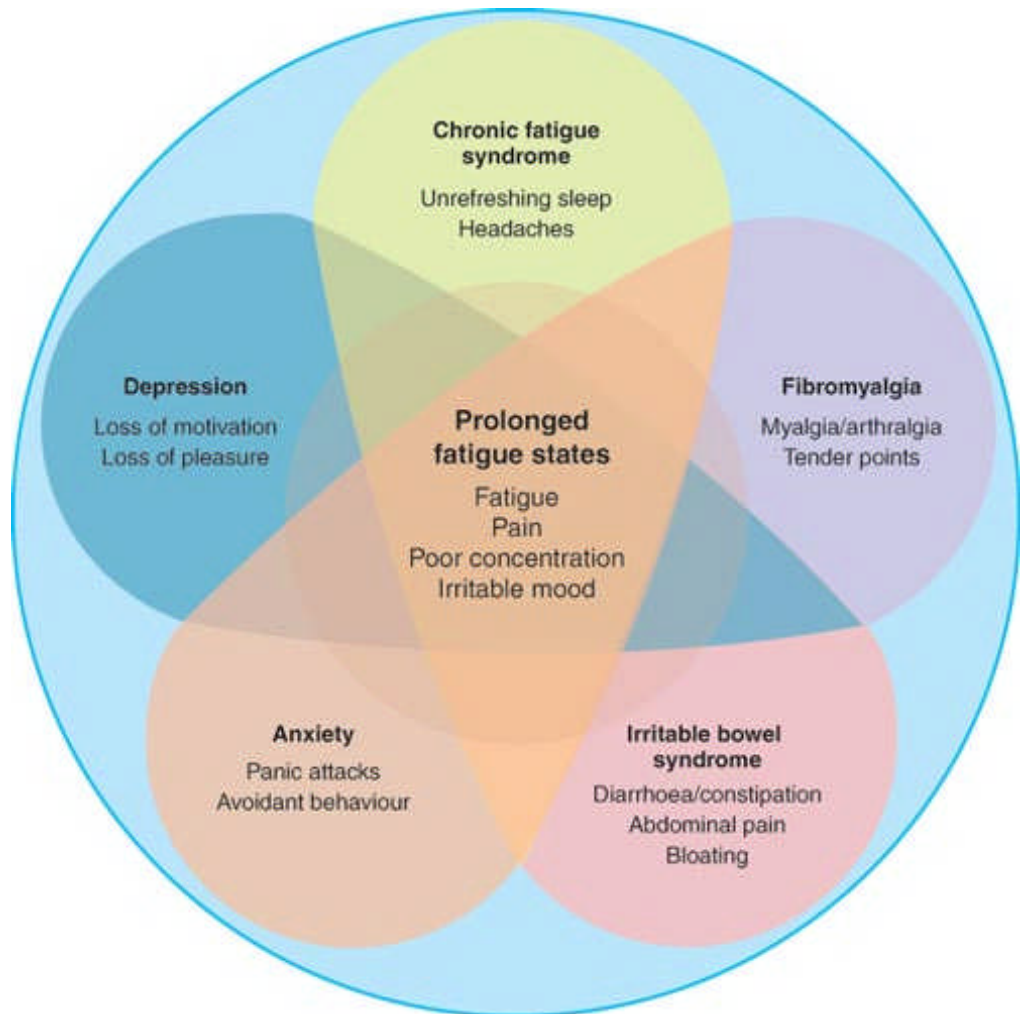 Chronic fatigue
syndrome
Unrefreshing sleep
Headaches
Depression
Loss of motivation
Loss of pleasure
Prolonged
fatigue states
Fatigue
Pain
Poor concentration
Irritable mood
Fibromyalgia
Myalgia/arthralgia
Tender points
Anxiety
Panic attacks
Avoidant behaviour
Irritable bowel
syndrome
Diarrhoea/constipation
Abdominal pain
Bloating